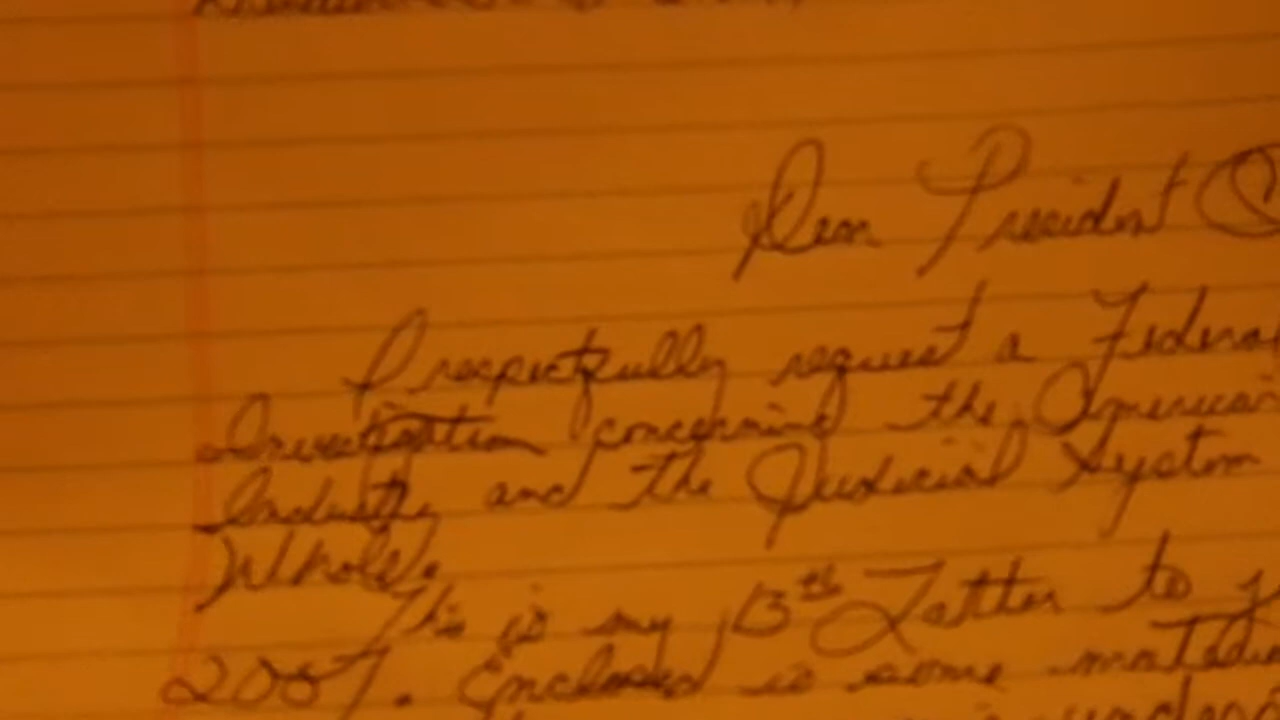 Dear President
I respectfully request a Federal
Investigation concerning the American
Industry and the Judicial System
Whole.
This is my 13th Letter to
2007. Enclosed is some